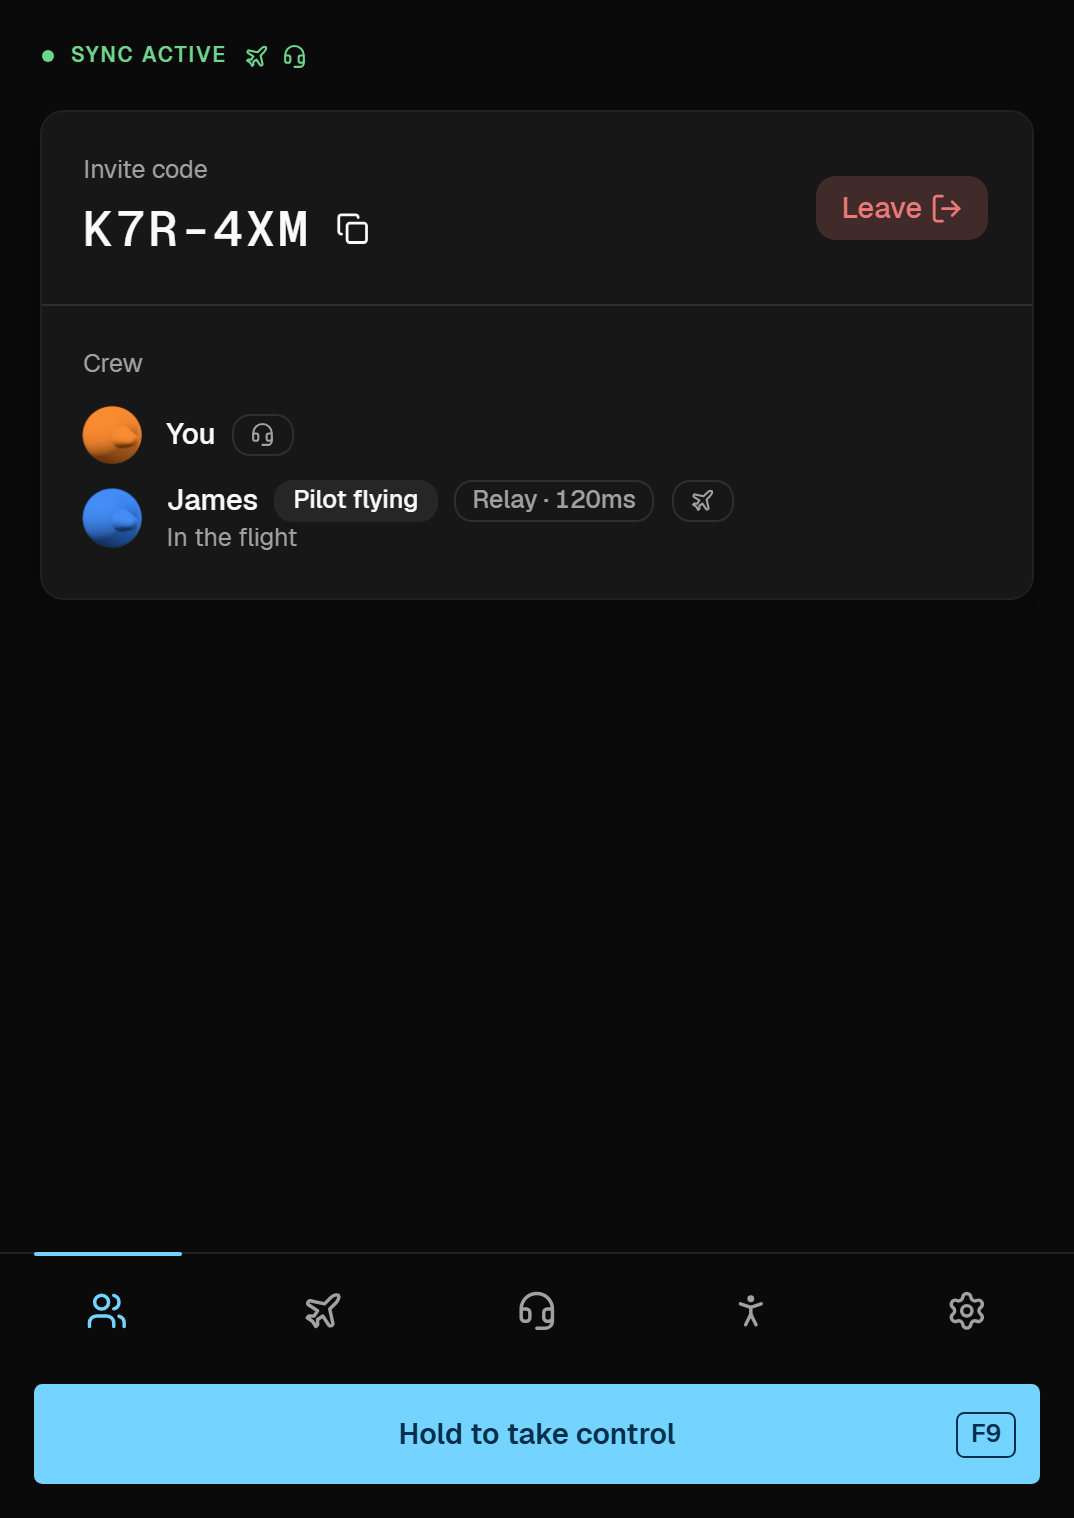 SYNC ACTIVE
Invite code
K7R-4XM
Leave
Crew
You
James Pilot flying Relay · 120ms
In the flight
Hold to take control F9